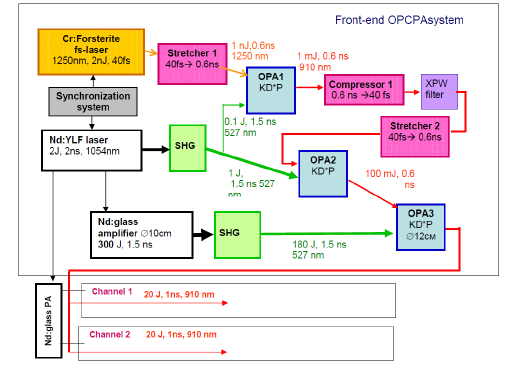 Front-end OPCPAsystem
Cr:Forsterite
fs-laser
1250nm, 2nJ, 40fs
Stretcher 1
40fs→ 0.6ns
1 nJ,0.6ns
1250 nm
OPA1
KD*P
1 mJ, 0.6 ns
910 nm
Compressor 1
0.6 ns →40 fs
XPW
filter
Synchronization
system
Stretcher 2
40fs→ 0.6ns
0.1 J, 1.5 ns
527 nm
Nd:YLF laser
2J, 2ns, 1054nm
SHG
OPA2
KD*P
1 J,
1.5 ns 527
nm
100 mJ, 0.6
ns
Nd:glass
amplifier ∅10cm
300 J, 1.5 ns
SHG
180 J, 1.5 ns
527 nm
OPA3
KD*P
∅12см
Nd:glass PA
Channel 1
20 J, 1ns, 910 nm
Channel 2
20 J, 1ns, 910 nm